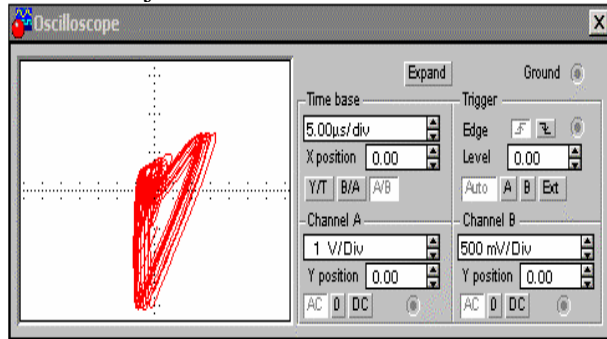 Oscilloscope
Expand
Ground
Time base
5.00µs/div
X position 0.00
Y/T B/A A/B
Trigger
Edge
Level 0.00
Auto A B Ext
Channel A
1 V/Div
Y position 0.00
AC 0 DC
Channel B
500 mV/Div
Y position 0.00
AC 0 DC